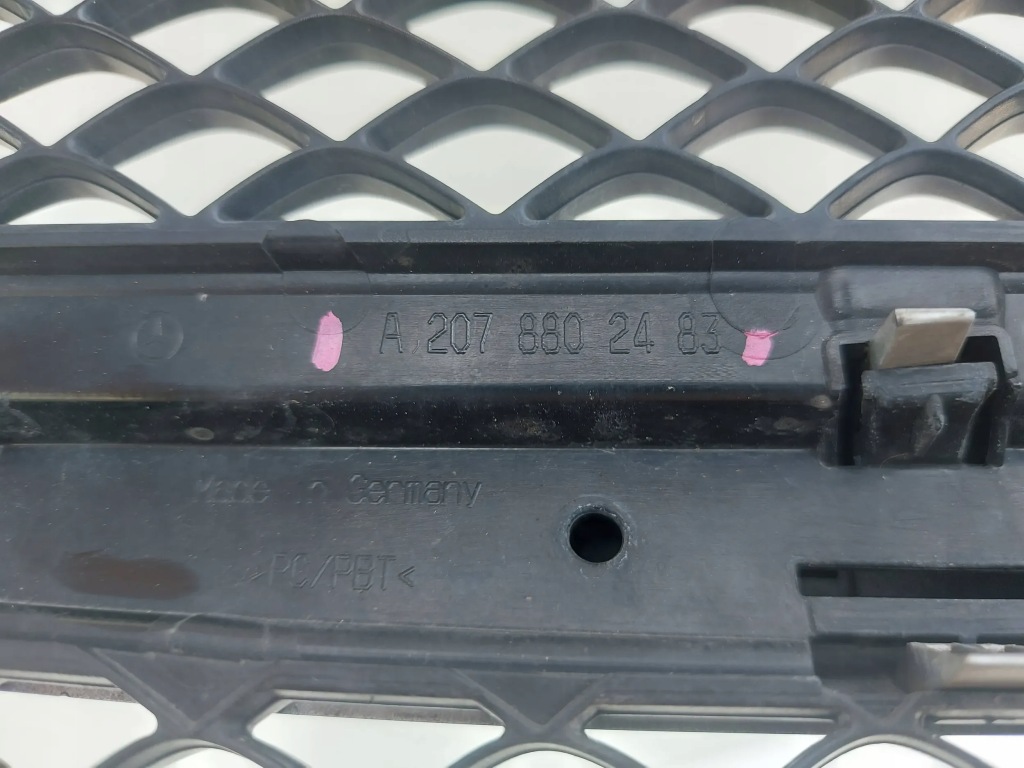 A 207 880 24 83
Made in Germany
>PC/PBT<